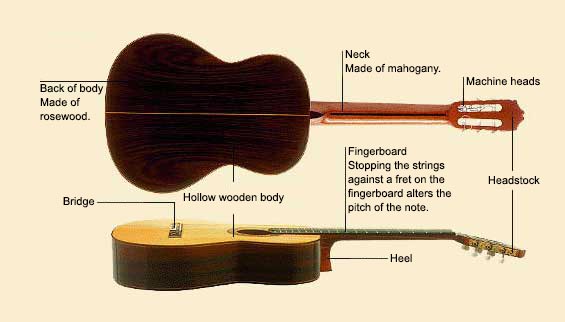 Neck
Made of mahogany.
Machine heads
Back of body
Made of
rosewood.
Fingerboard
Stopping the strings
against a fret on the
fingerboard alters the
pitch of the note.
Headstock
Hollow wooden body
Bridge
Heel